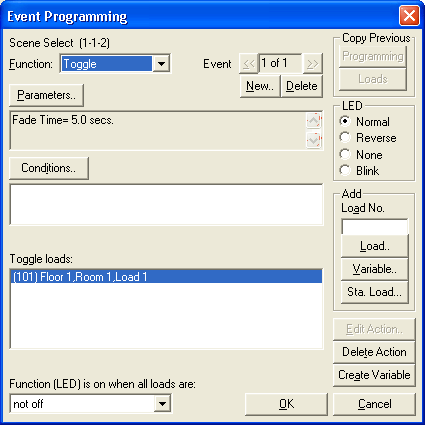 Event Programming
Scene Select (1-1-2)
Function: Toggle
Event << 1 of 1 >>
New.. Delete
Parameters..
Fade Time= 5.0 secs.
Conditions..
Toggle loads:
(101) Floor 1,Room 1,Load 1
Function (LED) is on when all loads are:
not off
OK
Copy Previous
Programming
Loads
LED
Normal
Reverse
None
Blink
Add
Load No.
Load..
Variable..
Sta. Load...
Edit Action..
Delete Action
Create Variable
Cancel